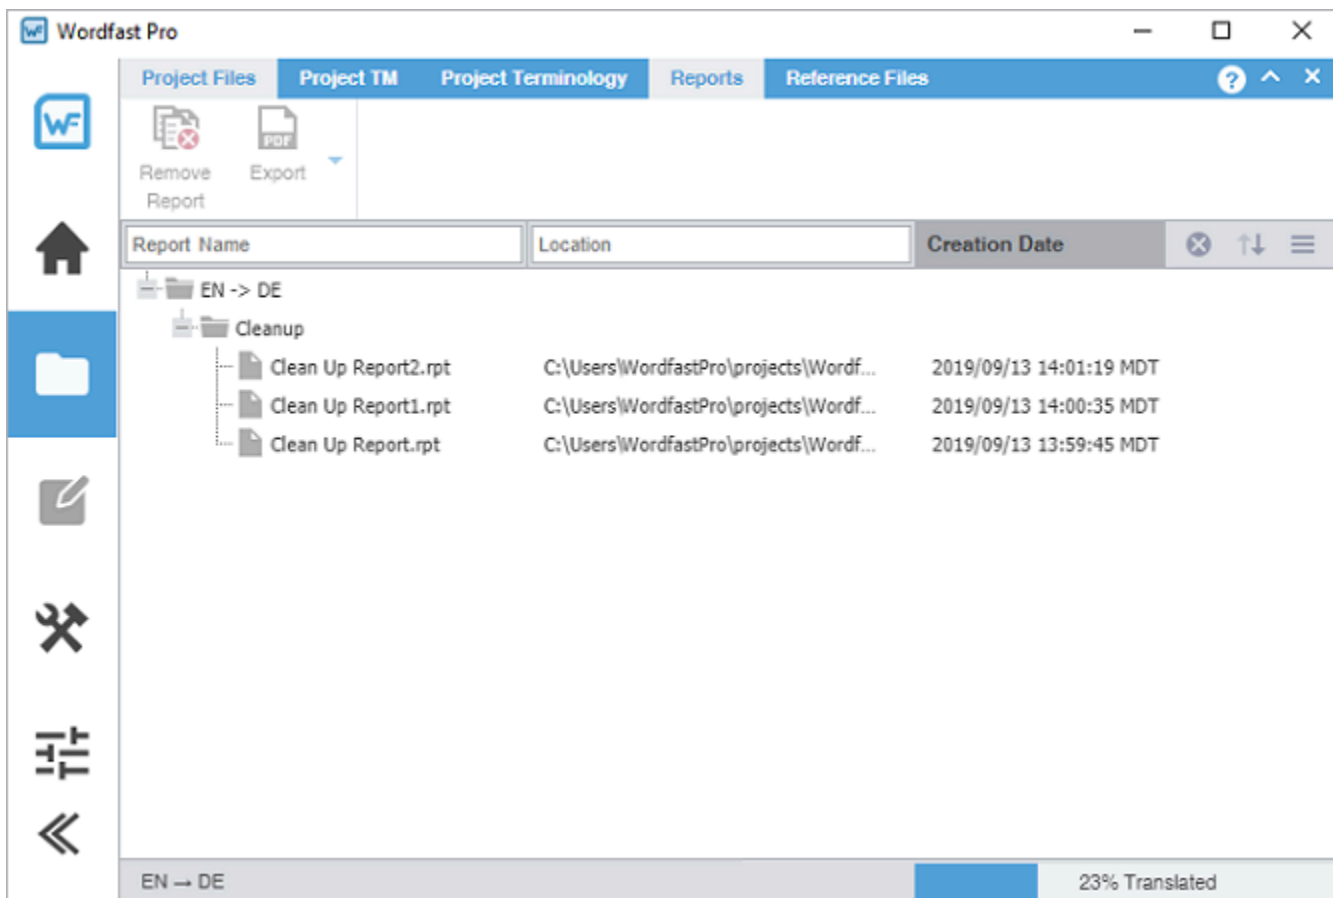 Wordfast Pro
Project Files Project TM Project Terminology Reports Reference Files
WF
PDF
Remove Report
Export
Report Name Location Creation Date
EN -> DE
Cleanup
Clean Up Report2.rpt C:\Users\WordfastPro\projects\Wordf... 2019/09/13 14:01:19 MDT
Clean Up Report1.rpt C:\Users\WordfastPro\projects\Wordf... 2019/09/13 14:00:35 MDT
Clean Up Report.rpt C:\Users\WordfastPro\projects\Wordf... 2019/09/13 13:59:45 MDT
EN → DE 23% Translated